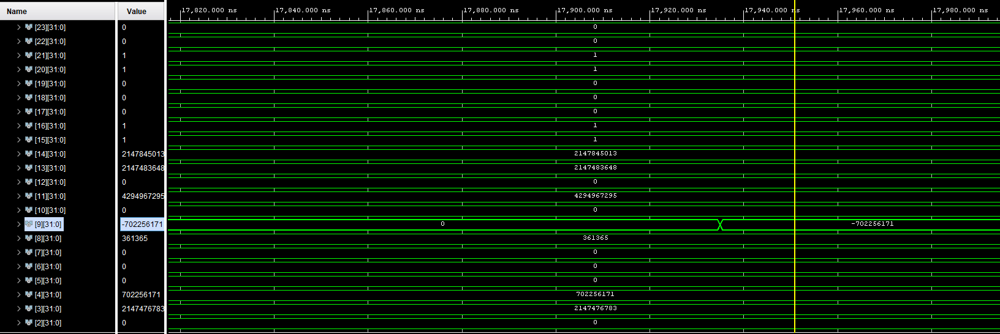 Name Value 17,820.000 ns 17,840.000 ns 17,860.000 ns 17,880.000 ns 17,900.000 ns 17,920.000 ns 17,940.000 ns 17,960.000 ns 17,980.000 ns
[23][31:0] 0 0
[22][31:0] 0 0
[21][31:0] 1 1
[20][31:0] 1 1
[19][31:0] 0 0
[18][31:0] 0 0
[17][31:0] 0 0
[16][31:0] 1 1
[15][31:0] 1 1
[14][31:0] 2147845013 2147845013
[13][31:0] 2147483648 2147483648
[12][31:0] 0 0
[11][31:0] 4294967295 4294967295
[10][31:0] 0 0
[9][31:0] -702256171 0 -702256171
[8][31:0] 361365 361365
[7][31:0] 0 0
[6][31:0] 0 0
[5][31:0] 0 0
[4][31:0] 702256171 702256171
[3][31:0] 2147476783 2147476783
[2][31:0] 0 0